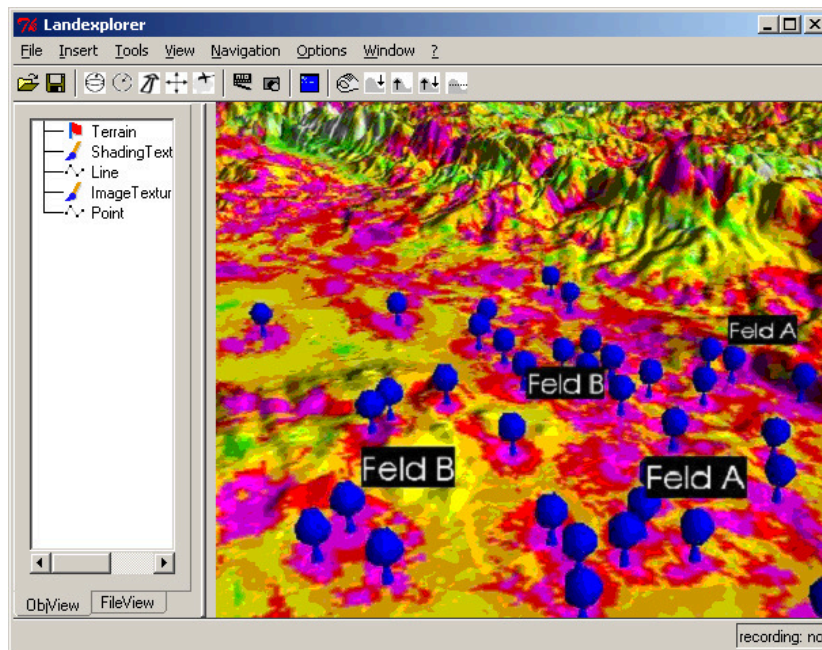 Landexplorer
File Insert Tools View Navigation Options Window ?
Terrain
ShadingText
Line
ImageTextur
Point
Feld A
Feld B
Feld B
Feld A
ObjView FileView
recording: no